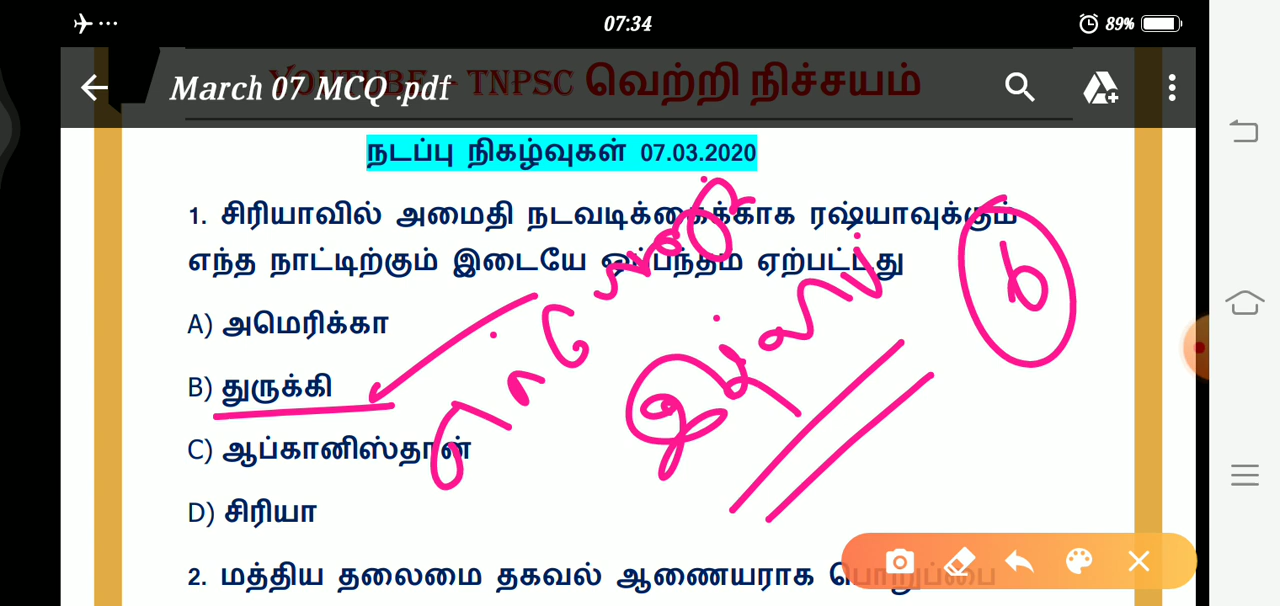 07:34
89%
March 07 MCQ .pdf
YOUTUBE - TNPSC வெற்றி நிச்சயம்
நடப்பு நிகழ்வுகள் 07.03.2020
1. சிரியாவில் அமைதி நடவடிக்கைக்காக ரஷ்யாவுக்கும்
எந்த நாட்டிற்கும் இடையே ஒப்பந்தம் ஏற்பட்டது
A) அமெரிக்கா
B) துருக்கி
C) ஆப்கானிஸ்தான்
D) சிரியா
b
2. மத்திய தலைமை தகவல் ஆணையராக பொறுப்பை